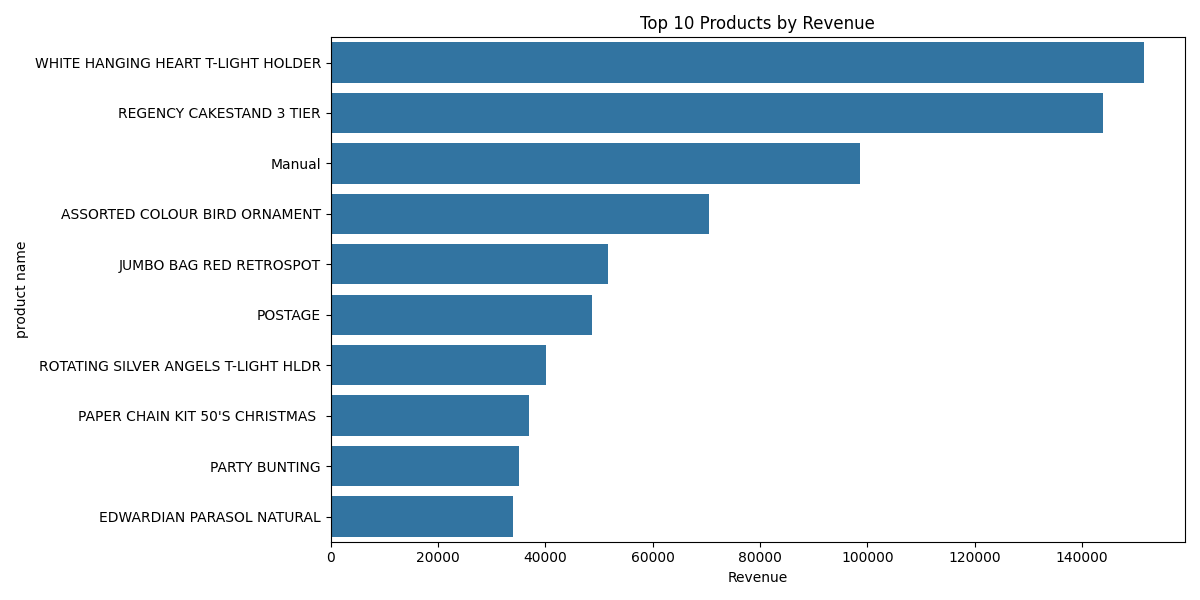 Top 10 Products by Revenue
WHITE HANGING HEART T-LIGHT HOLDER
REGENCY CAKESTAND 3 TIER
Manual
ASSORTED COLOUR BIRD ORNAMENT
JUMBO BAG RED RETROSPOT
POSTAGE
ROTATING SILVER ANGELS T-LIGHT HLDR
PAPER CHAIN KIT 50'S CHRISTMAS
PARTY BUNTING
EDWARDIAN PARASOL NATURAL
product name
0 20000 40000 60000 80000 100000 120000 140000
Revenue